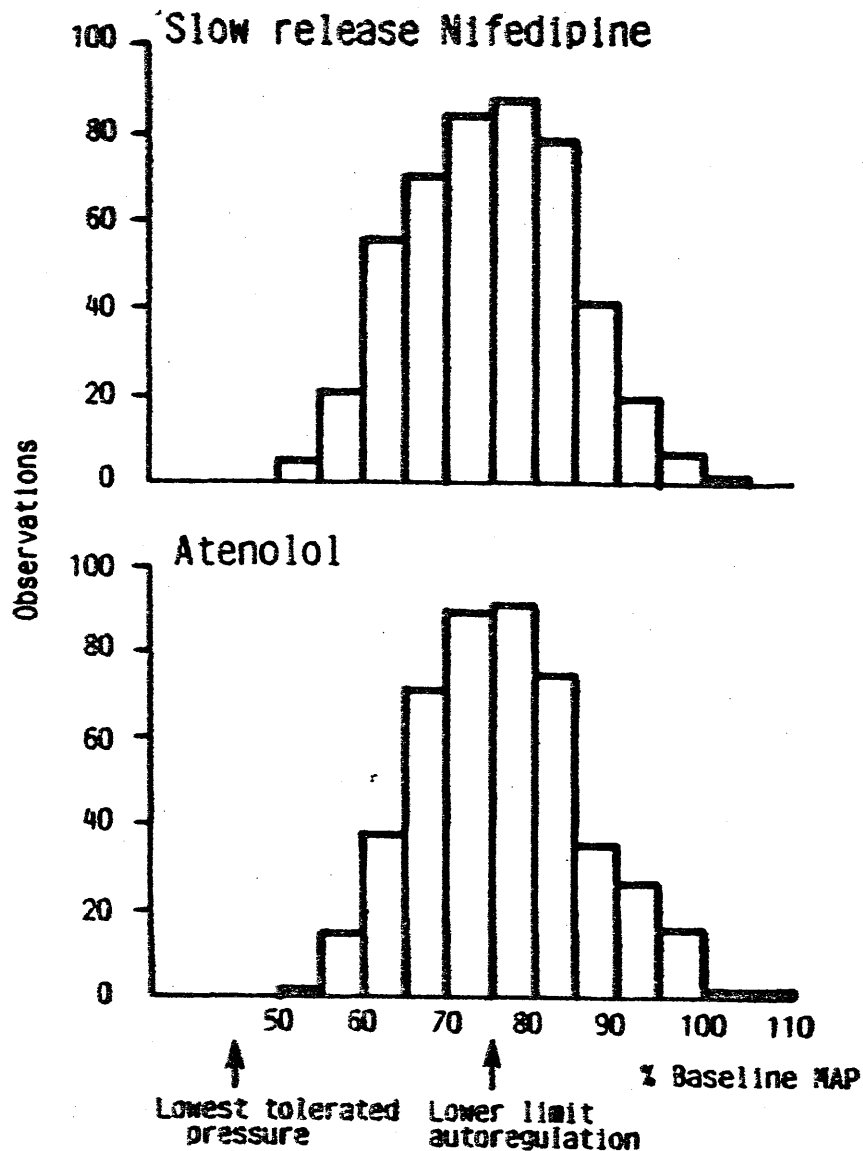 Slow release Nifedipine
100
80
60
40
20
0
Observations
Atenolol
100
80
60
40
20
0
50 60 70 80 90 100 110
% Baseline MAP
Lowest tolerated pressure
Lower limit autoregulation